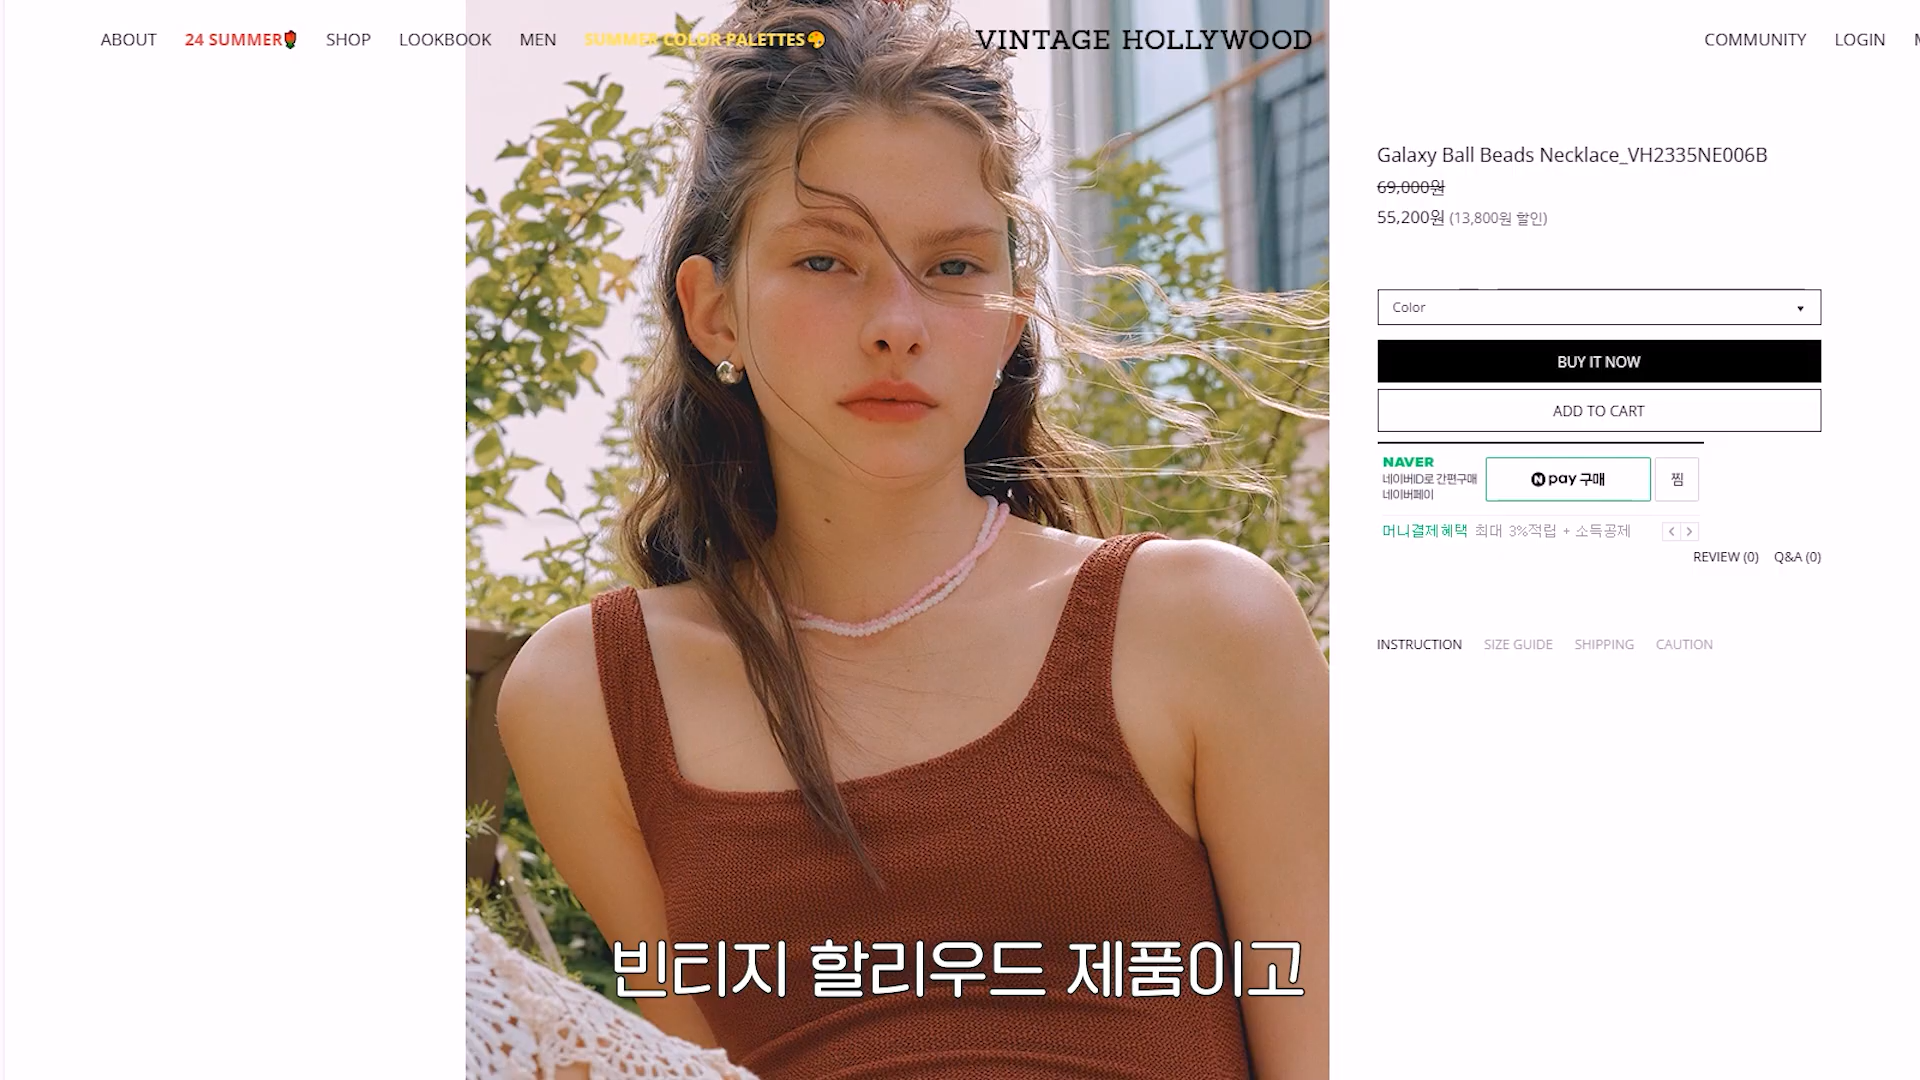 ABOUT 24 SUMMER SHOP LOOKBOOK MEN SUMMER COLOR PALETTES VINTAGE HOLLYWOOD COMMUNITY LOGIN
Galaxy Ball Beads Necklace_VH2335NE006B
69,000원
55,200원 (13,800원 할인)
Color
BUY IT NOW
ADD TO CART
NAVER
네이버ID로 간편구매
네이버페이
N pay 구매
찜
머니결제 혜택 최대 3%적립 + 소득공제
REVIEW (0) Q&A (0)
INSTRUCTION SIZE GUIDE SHIPPING CAUTION
빈티지 할리우드 제품이고